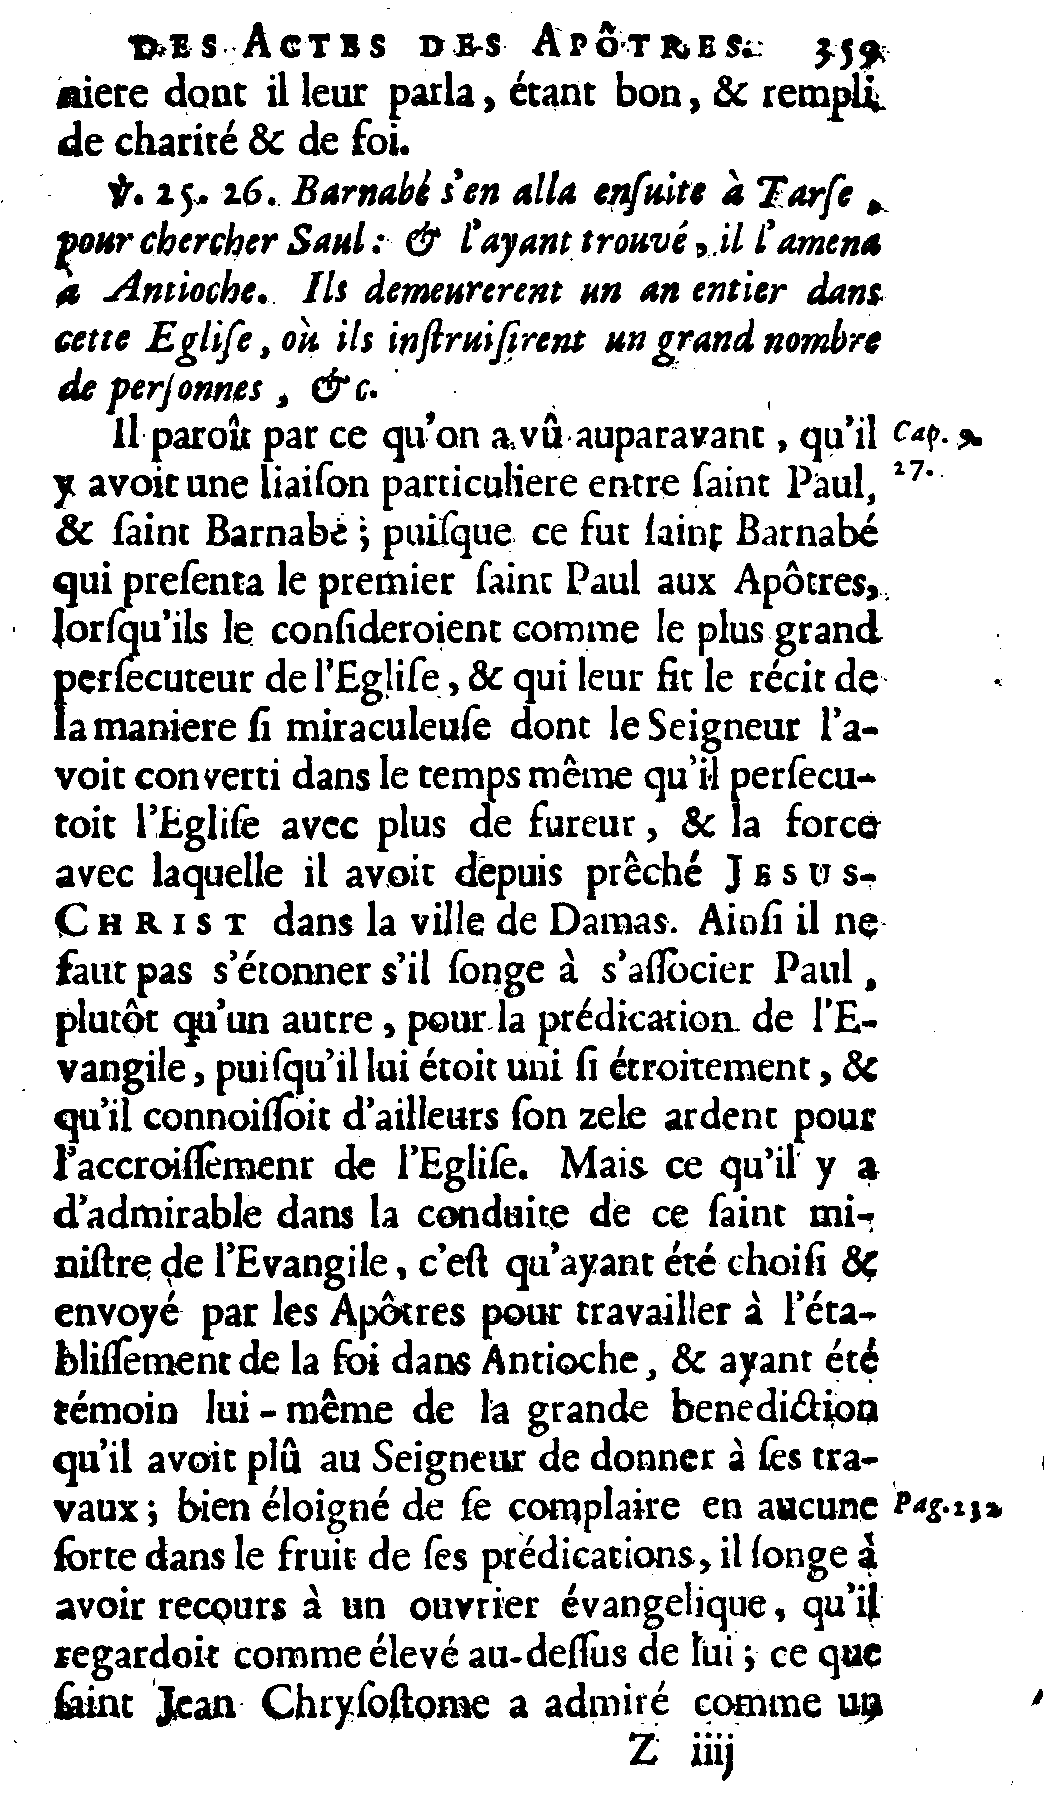 DES ACTES DES APÔTRES. 359
niere dont il leur parla, étant bon, & rempli
de charité & de foi.
℣. 25. 26. Barnabé s'en alla enſuite à Tarſe,
pour chercher Saul: & l'ayant trouvé, il l'amena
à Antioche. Ils demeurerent un an entier dans
cette Egliſe, où ils inſtruiſirent un grand nombre
de perſonnes, &c.
Il paroît par ce qu'on a vû auparavant, qu'il
Cap. 9.
y avoit une liaiſon particuliere entre ſaint Paul,
27.
& ſaint Barnabé; puiſque ce fut ſaint Barnabé
qui preſenta le premier ſaint Paul aux Apôtres,
lorſqu'ils le conſideroient comme le plus grand
perſecuteur de l'Egliſe, & qui leur fit le récit de
la maniere ſi miraculeuſe dont le Seigneur l'a-
voit converti dans le temps même qu'il perſecu-
toit l'Egliſe avec plus de fureur, & la force
avec laquelle il avoit depuis prêché JESUS-
CHRIST dans la ville de Damas. Ainſi il ne
faut pas s'étonner s'il ſonge à s'aſſocier Paul,
plutôt qu'un autre, pour la prédication de l'E-
vangile, puiſqu'il lui étoit uni ſi étroitement, &
qu'il connoiſſoit d'ailleurs ſon zele ardent pour
l'accroiſſement de l'Egliſe. Mais ce qu'il y a
d'admirable dans la conduite de ce ſaint mi-
niſtre de l'Evangile, c'eſt qu'ayant été choiſi &
envoyé par les Apôtres pour travailler à l'éta-
bliſſement de la foi dans Antioche, & ayant été
témoin lui-même de la grande benediction
qu'il avoit plû au Seigneur de donner à ſes tra-
vaux; bien éloigné de ſe complaire en aucune
Pag. 232
ſorte dans le fruit de ſes prédications, il ſonge à
avoir recours à un ouvrier évangelique, qu'il
regardoit comme élevé au-deſſus de lui; ce que
ſaint Jean Chryſoſtome a admiré comme un
Z iiij